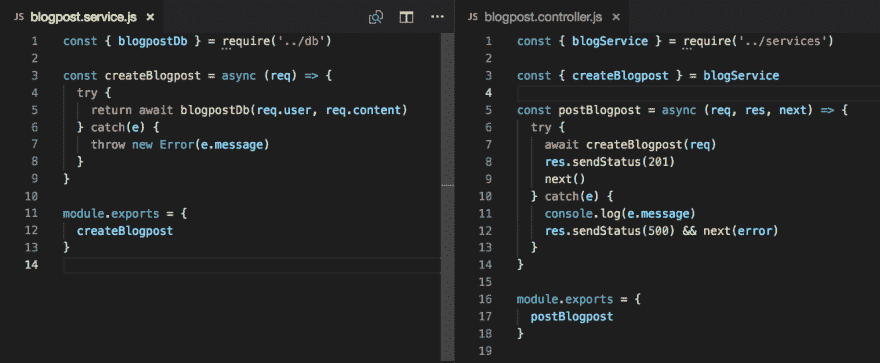 JS blogpost.service.js ×
1 const { blogpostDb } = require('../db')
2
3 const createBlogpost = async (req) => {
4   try {
5     return await blogpostDb(req.user, req.content)
6   } catch(e) {
7     throw new Error(e.message)
8   }
9 }
10
11 module.exports = {
12   createBlogpost
13 }
14
JS blogpost.controller.js ×
1 const { blogService } = require('../services')
2
3 const { createBlogpost } = blogService
4
5 const postBlogpost = async (req, res, next) => {
6   try {
7     await createBlogpost(req)
8     res.sendStatus(201)
9     next()
10   } catch(e) {
11     console.log(e.message)
12     res.sendStatus(500) && next(error)
13   }
14 }
15
16 module.exports = {
17   postBlogpost
18 }
19